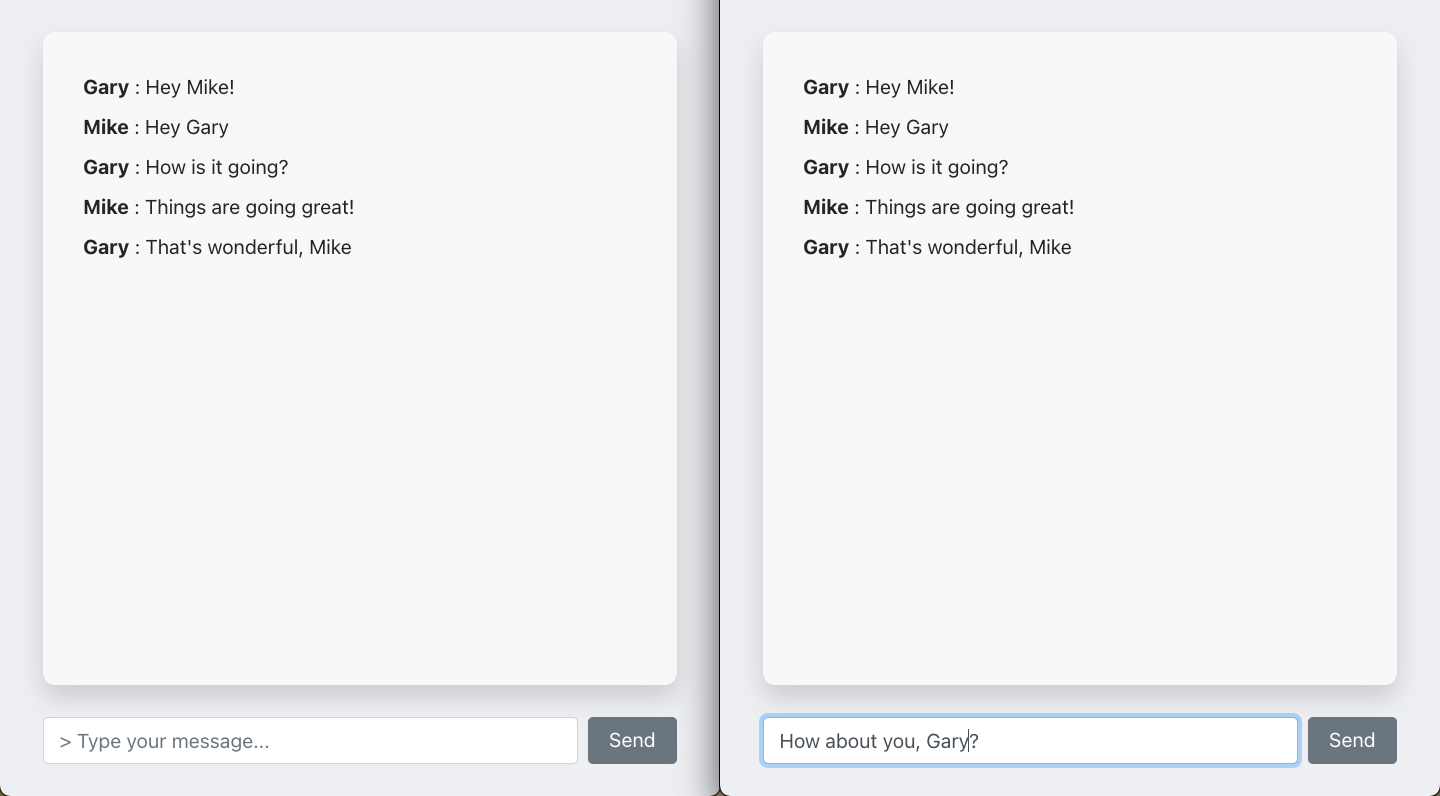 Gary : Hey Mike!
Mike : Hey Gary
Gary : How is it going?
Mike : Things are going great!
Gary : That's wonderful, Mike
> Type your message...
Send
Gary : Hey Mike!
Mike : Hey Gary
Gary : How is it going?
Mike : Things are going great!
Gary : That's wonderful, Mike
How about you, Gary?
Send